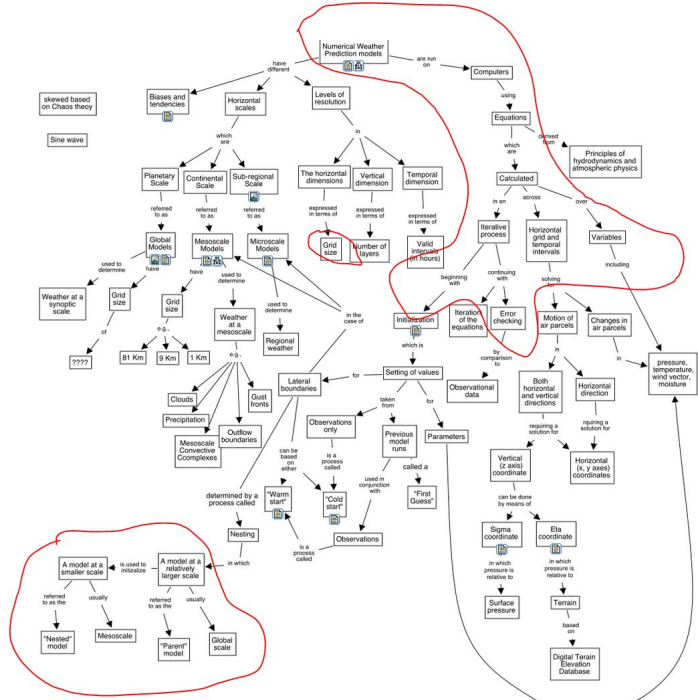 Numerical Weather
Prediction models
have
different
are run
on
Computers
skewed based
on Chaos theoy
Biases and
tendencies
Horizontal
scales
Levels of
resolution
using
Equations
Sine wave
which
are
in
which
are
derived
from
Principles of
hydrodynamics and
atmospheric physics
Planetary
Scale
Continental
Scale
Sub-regional
Scale
The horizontal
dimensions
Vertical
dimension
Temporal
dimension
Calculated
in an
across
over
referred
to as
referred
to as
referred
to as
expressed
in terms of
expressed
in terms of
expressed
in terms of
Iterative
process
Horizontal
grid and
temporal
intervals
Variables
Global
Models
Mesoscale
Models
Microscale
Models
Grid
size
Number of
layers
Valid
intervals
(in hours)
used to
determine
have
have
used to
determine
used to
determine
beginning
with
continuing
with
solving
for
including
Weather at a
synoptic
scale
Grid
size
Grid
size
Weather
at a
mesoscale
Regional
weather
in the
case of
Initialization
Iteration
of the
equations
Error
checking
Motion of
air parcels
Changes in
air parcels
of
e.g.,
????
81 Km
9 Km
1 Km
e.g.,
which is
by
comparison
to
in
in
pressure,
temperature,
wind vector,
moisture
Clouds
Precipitation
Mesoscale
Convective
Ccomplexes
Outflow
boundaries
Gust
fronts
Lateral
boundaries
for
Setting of values
Observational
data
Both
horizontal
and vertical
directions
Horizontal
direction
taken
from
for
Observations
only
Previous
model
runs
Parameters
rquiring a
solution for
rquiring a
solution for
can be
based
on
either
is a
process
called
used in
conjunction
with
called a
Vertical
(z axis)
coordinate
Horizontal
(x, y axes)
coordinates
"Warm
start"
"Cold
start"
"First
Guess"
can be done
by means of
determined by a
process called
is a
process
called
Observations
Sigma
coordinate
Eta
coordinate
Nesting
in which
in which
pressure is
relative to
in which
pressure is
relative to
A model at a
smaller scale
is used to
initialize
A model at a
relatively
larger scale
Surface
pressure
Terrain
referred
to as the
usually
referred
to as the
usually
based
on
"Nested"
model
Mesoscale
"Parent"
model
Global
scale
Digital Terain
Elevation
Database